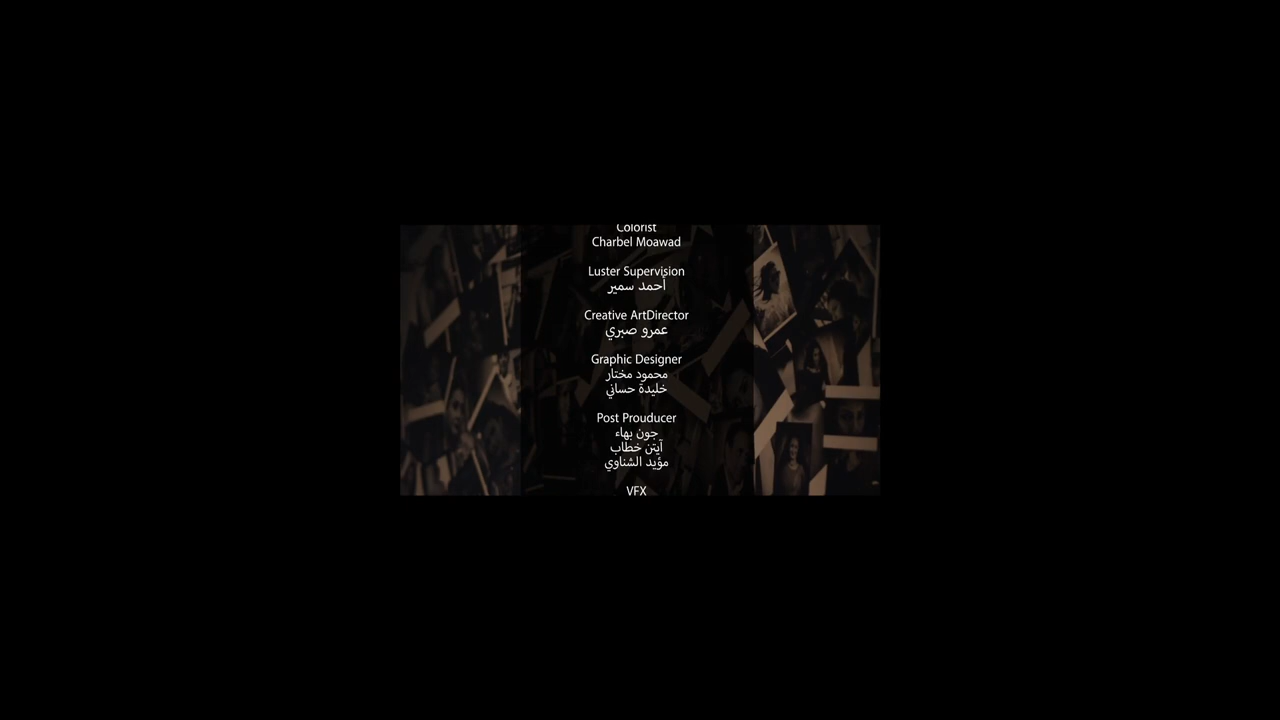 Colorist
Charbel Moawad
Luster Supervision
أحمد سمير
Creative ArtDirector
عمرو صبري
Graphic Designer
محمود مختار
خليدة حساني
Post Prouducer
جون بهاء
آيتن خطاب
مؤيد الشناوي
VFX